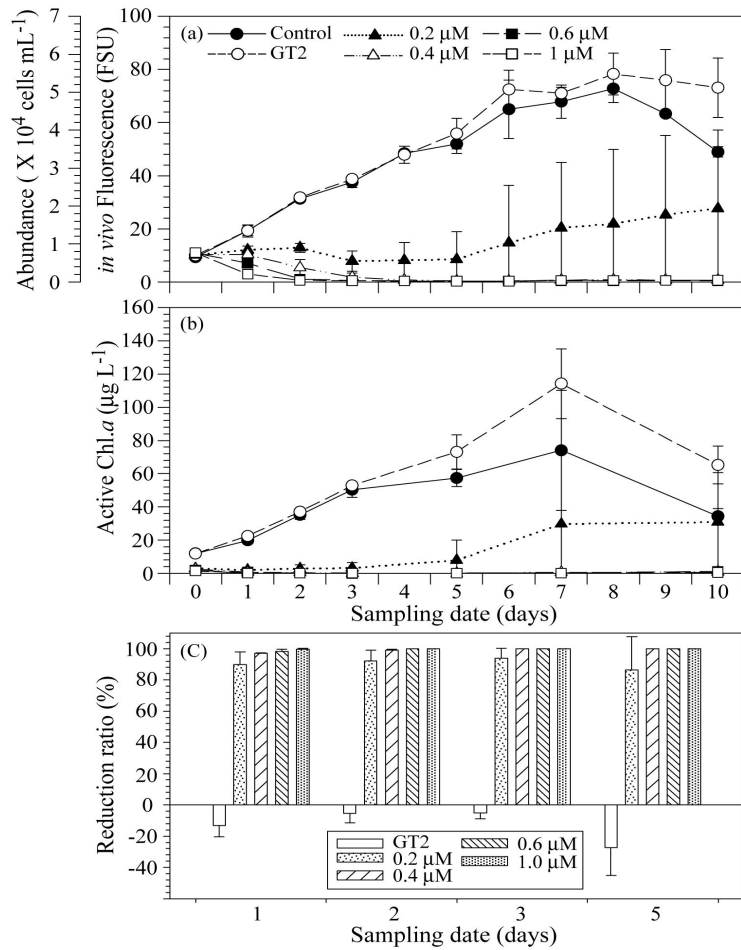 Abundance ( X 10⁴ cells mL⁻¹)
7
6
5
4
3
2
1
0
in vivo Fluorescence (FSU)
100
80
60
40
20
0
(a)
Control
GT2
0.2 μM
0.4 μM
0.6 μM
1 μM
Active Chl.a (μg L⁻¹)
160
140
120
100
80
60
40
20
0
(b)
0 1 2 3 4 5 6 7 8 9 10
Sampling date (days)
Reduction ratio (%)
100
80
60
40
20
0
-20
-40
(C)
GT2
0.2 μM
0.4 μM
0.6 μM
1.0 μM
1 2 3 5
Sampling date (days)